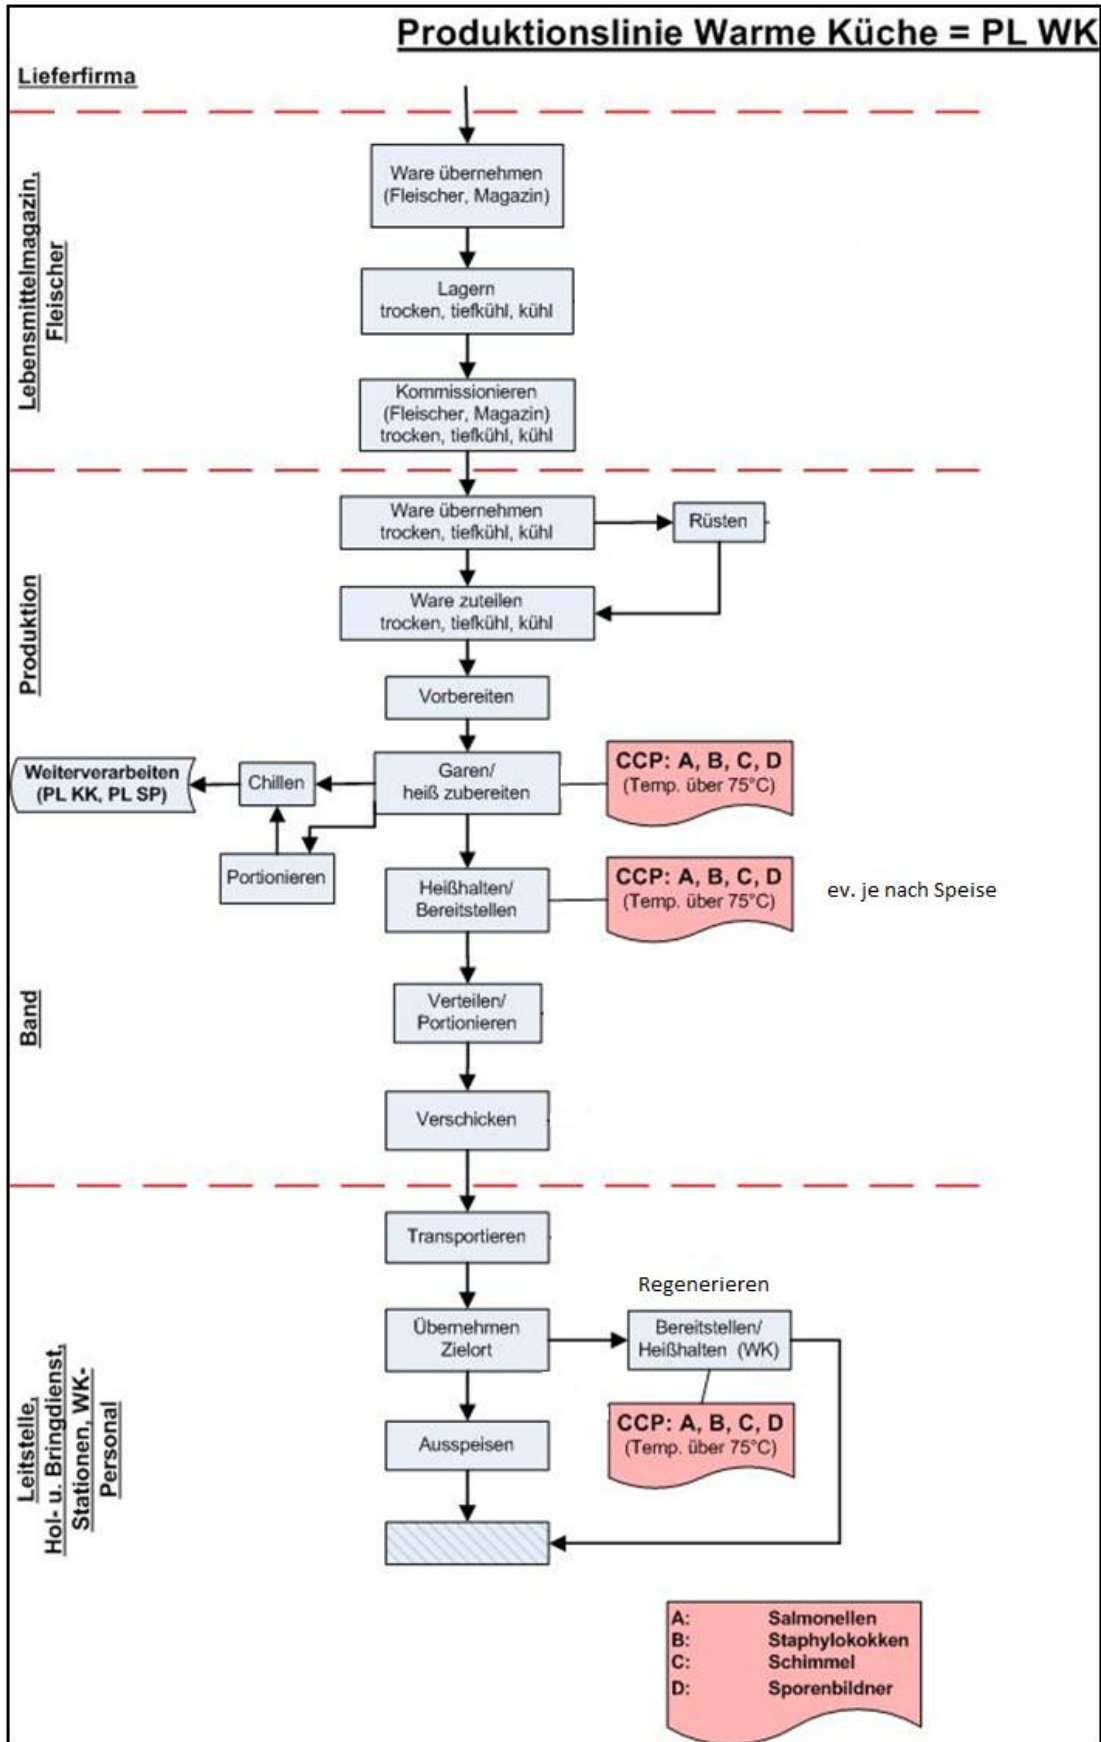 Produktionslinie Warme Küche = PL WK
Lieferfirma
Lebensmittelmagazin,
Fleischer
Ware übernehmen
(Fleischer, Magazin)
Lagern
trocken, tiefkühl, kühl
Kommissionieren
(Fleischer, Magazin)
trocken, tiefkühl, kühl
Produktion
Ware übernehmen
trocken, tiefkühl, kühl
Rüsten
Ware zuteilen
trocken, tiefkühl, kühl
Vorbereiten
Weiterverarbeiten
(PL KK, PL SP)
Chillen
Garen/
heiß zubereiten
CCP: A, B, C, D
(Temp. über 75°C)
Portionieren
Heißhalten/
Bereitstellen
CCP: A, B, C, D
(Temp. über 75°C)
ev. je nach Speise
Band
Verteilen/
Portionieren
Verschicken
Leitstelle,
Hol- u. Bringdienst,
Stationen, WK-
Personal
Transportieren
Regenerieren
Übernehmen
Zielort
Bereitstellen/
Heißhalten (WK)
CCP: A, B, C, D
(Temp. über 75°C)
Ausspeisen
A: Salmonellen
B: Staphylokokken
C: Schimmel
D: Sporenbildner